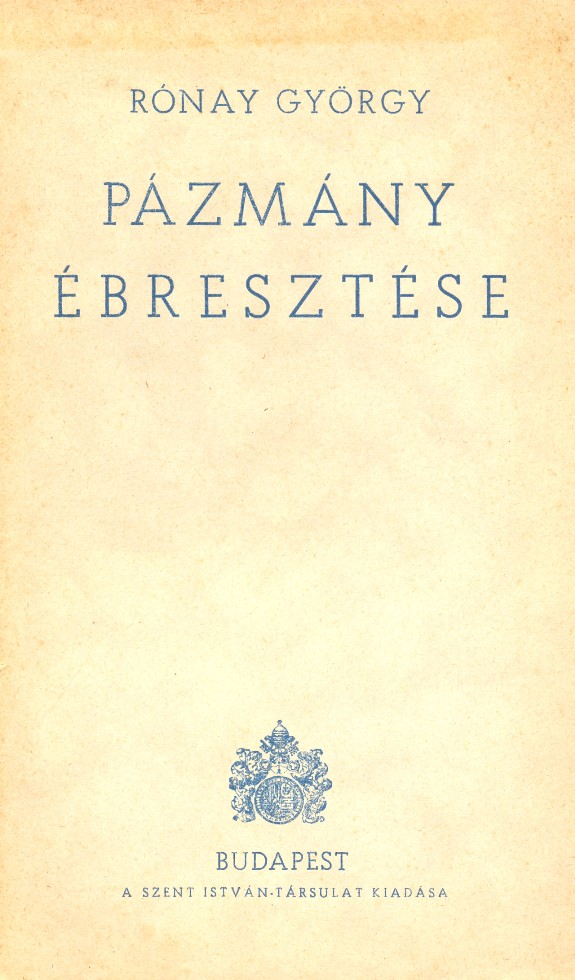 RÓNAY GYÖRGY
PÁZMÁNY
ÉBRESZTÉSE
BUDAPEST
A SZENT ISTVÁN-TÁRSULAT KIADÁSA